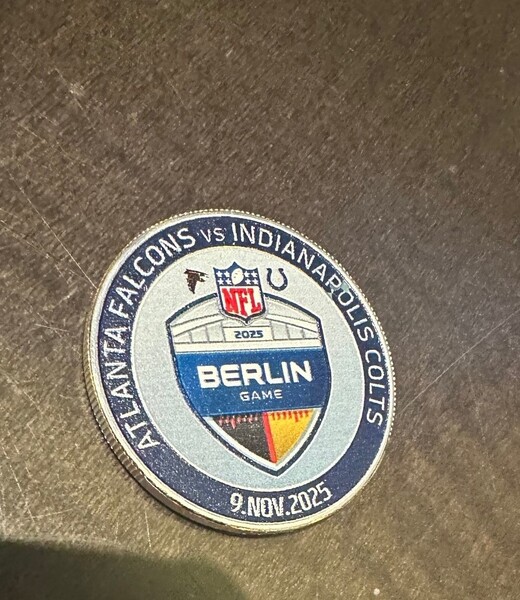 ATLANTA FALCONS VS INDIANAPOLIS COLTS
NFL
2025
BERLIN
GAME
9.NOV.2025